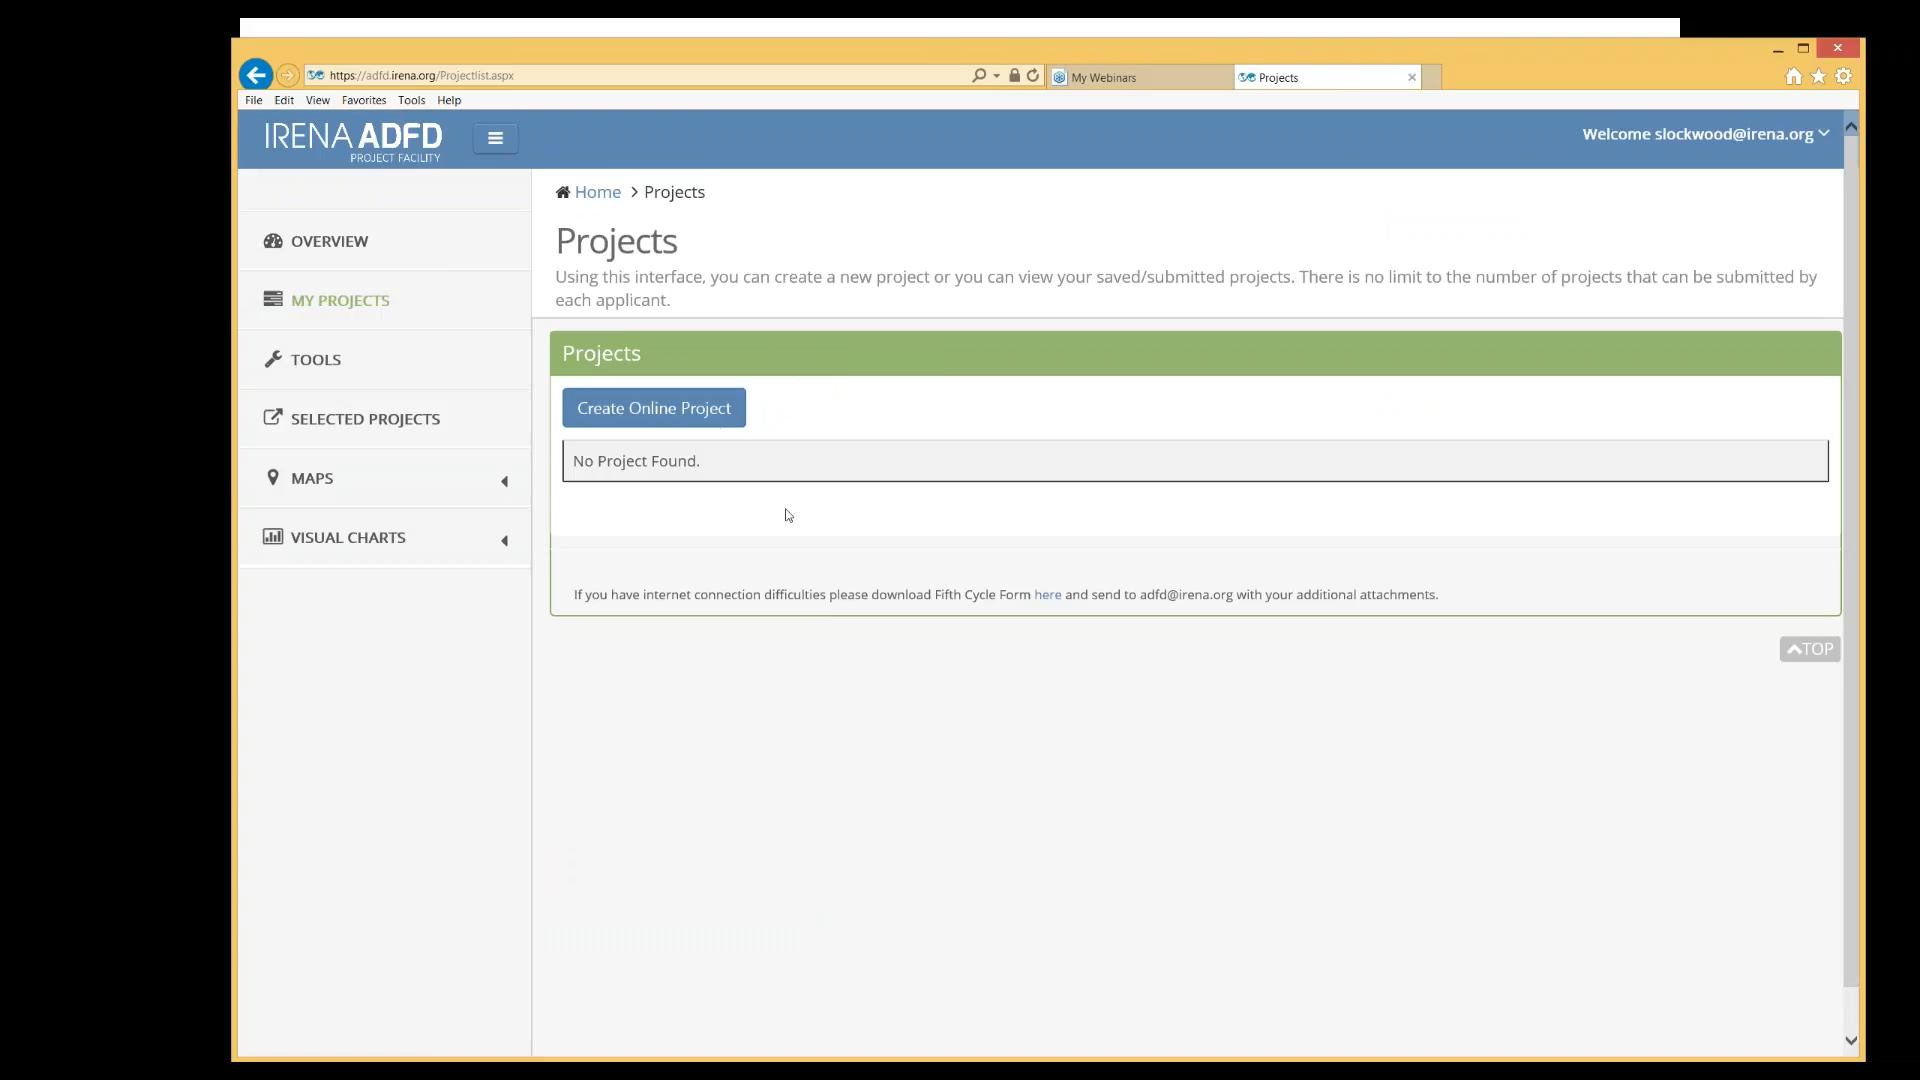 https://adfd.irena.org/Projectlist.aspx
My Webinars
Projects
File Edit View Favorites Tools Help
IRENA ADFD
PROJECT FACILITY
Welcome slockwood@irena.org
Home > Projects
OVERVIEW
MY PROJECTS
TOOLS
SELECTED PROJECTS
MAPS
VISUAL CHARTS
Projects
Using this interface, you can create a new project or you can view your saved/submitted projects. There is no limit to the number of projects that can be submitted by
each applicant.
Projects
Create Online Project
No Project Found.
If you have internet connection difficulties please download Fifth Cycle Form here and send to adfd@irena.org with your additional attachments.
TOP